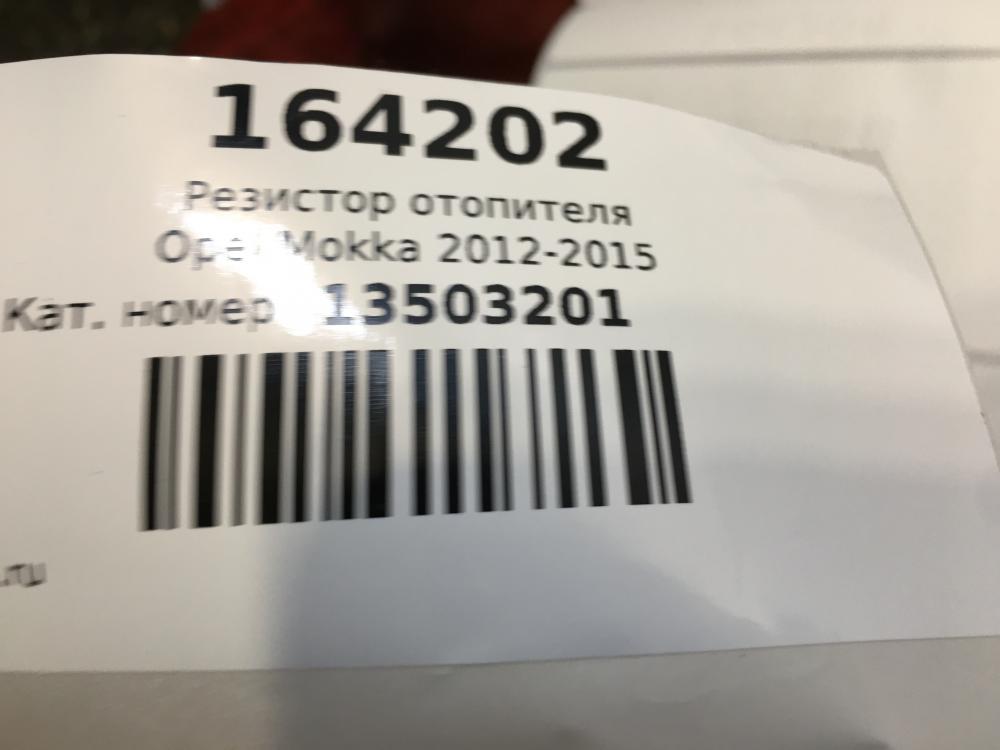 164202
Резистор отопителя
Opel Mokka 2012-2015
Кат. номер 13503201
.ru